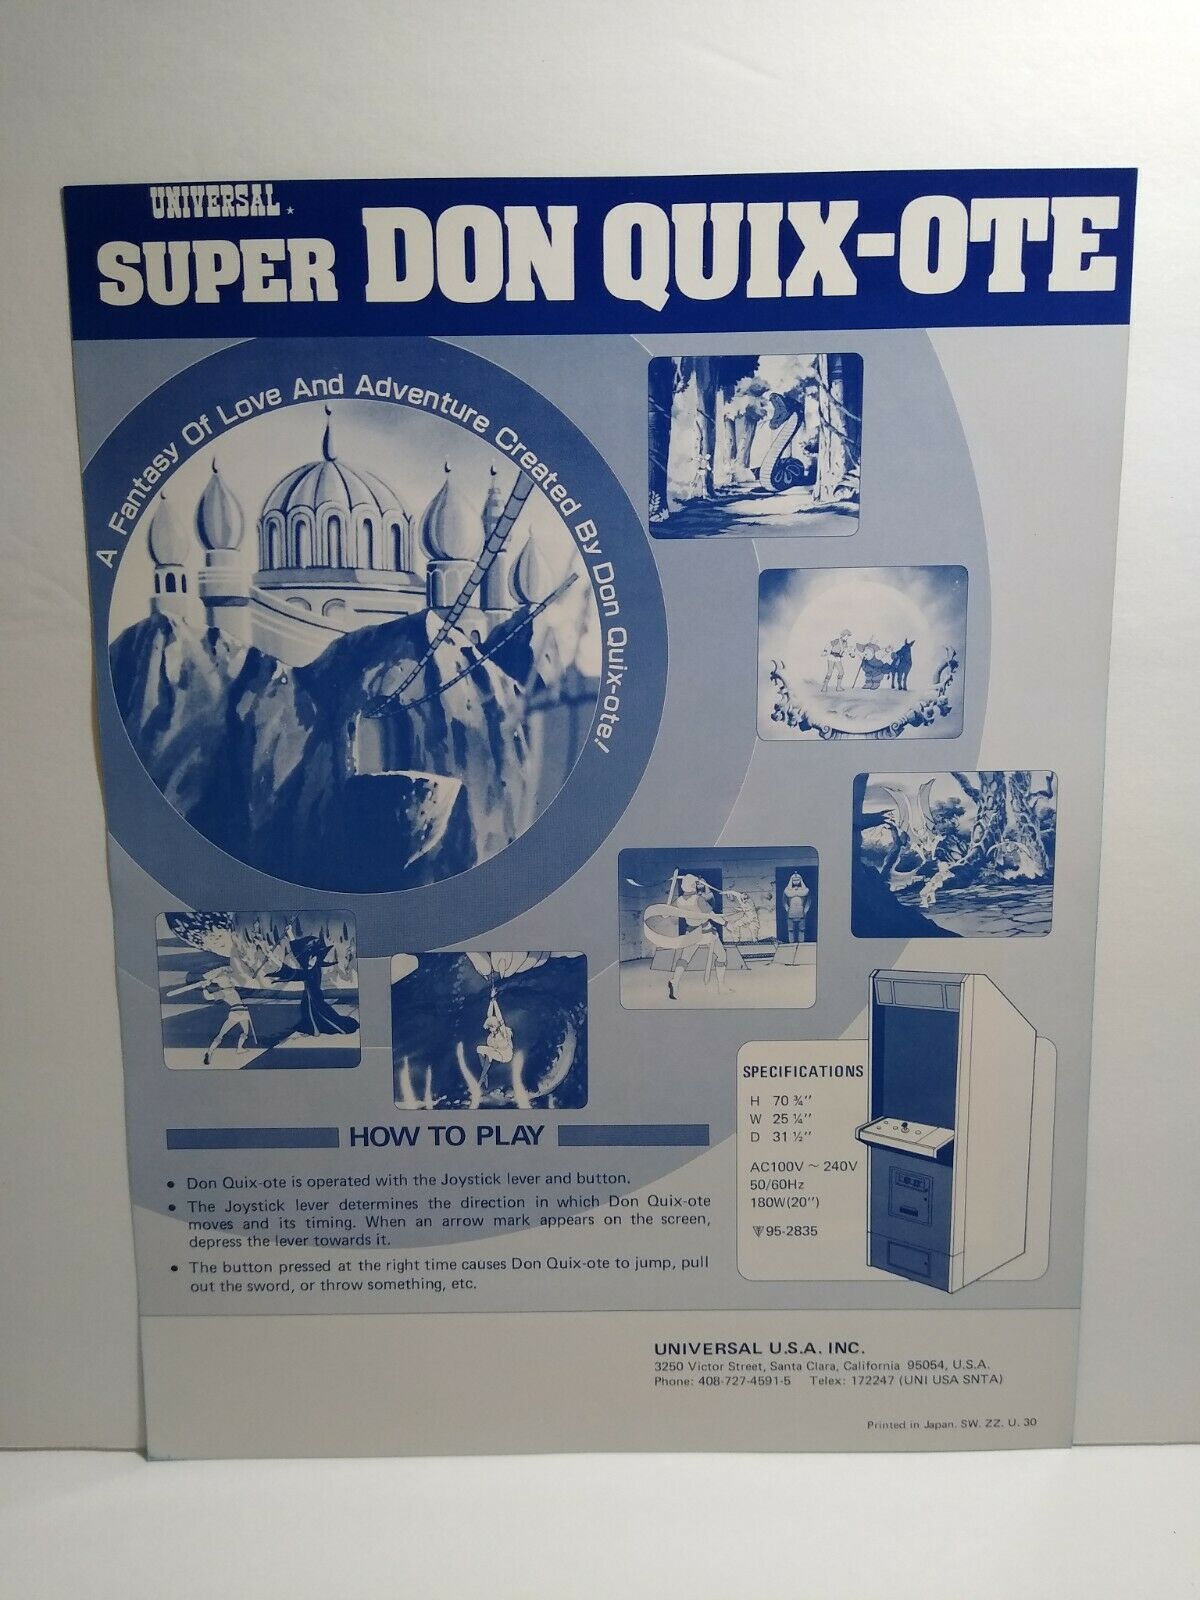 UNIVERSAL
SUPER DON QUIX-OTE
A Fantasy Of Love And Adventure Created By Don Quix-ote!
SPECIFICATIONS
H 70 ¾"
W 25 ¼"
D 31 ½"
AC100V ~ 240V
50/60Hz
180W(20")
95-2835
HOW TO PLAY
• Don Quix-ote is operated with the Joystick lever and button.
• The Joystick lever determines the direction in which Don Quix-ote
moves and its timing. When an arrow mark appears on the screen,
depress the lever towards it.
• The button pressed at the right time causes Don Quix-ote to jump, pull
out the sword, or throw something, etc.
UNIVERSAL U.S.A. INC.
3250 Victor Street, Santa Clara, California 95054, U.S.A.
Phone: 408-727-4591-5 Telex: 172247 (UNI USA SNTA)
Printed in Japan. SW. ZZ. U. 30